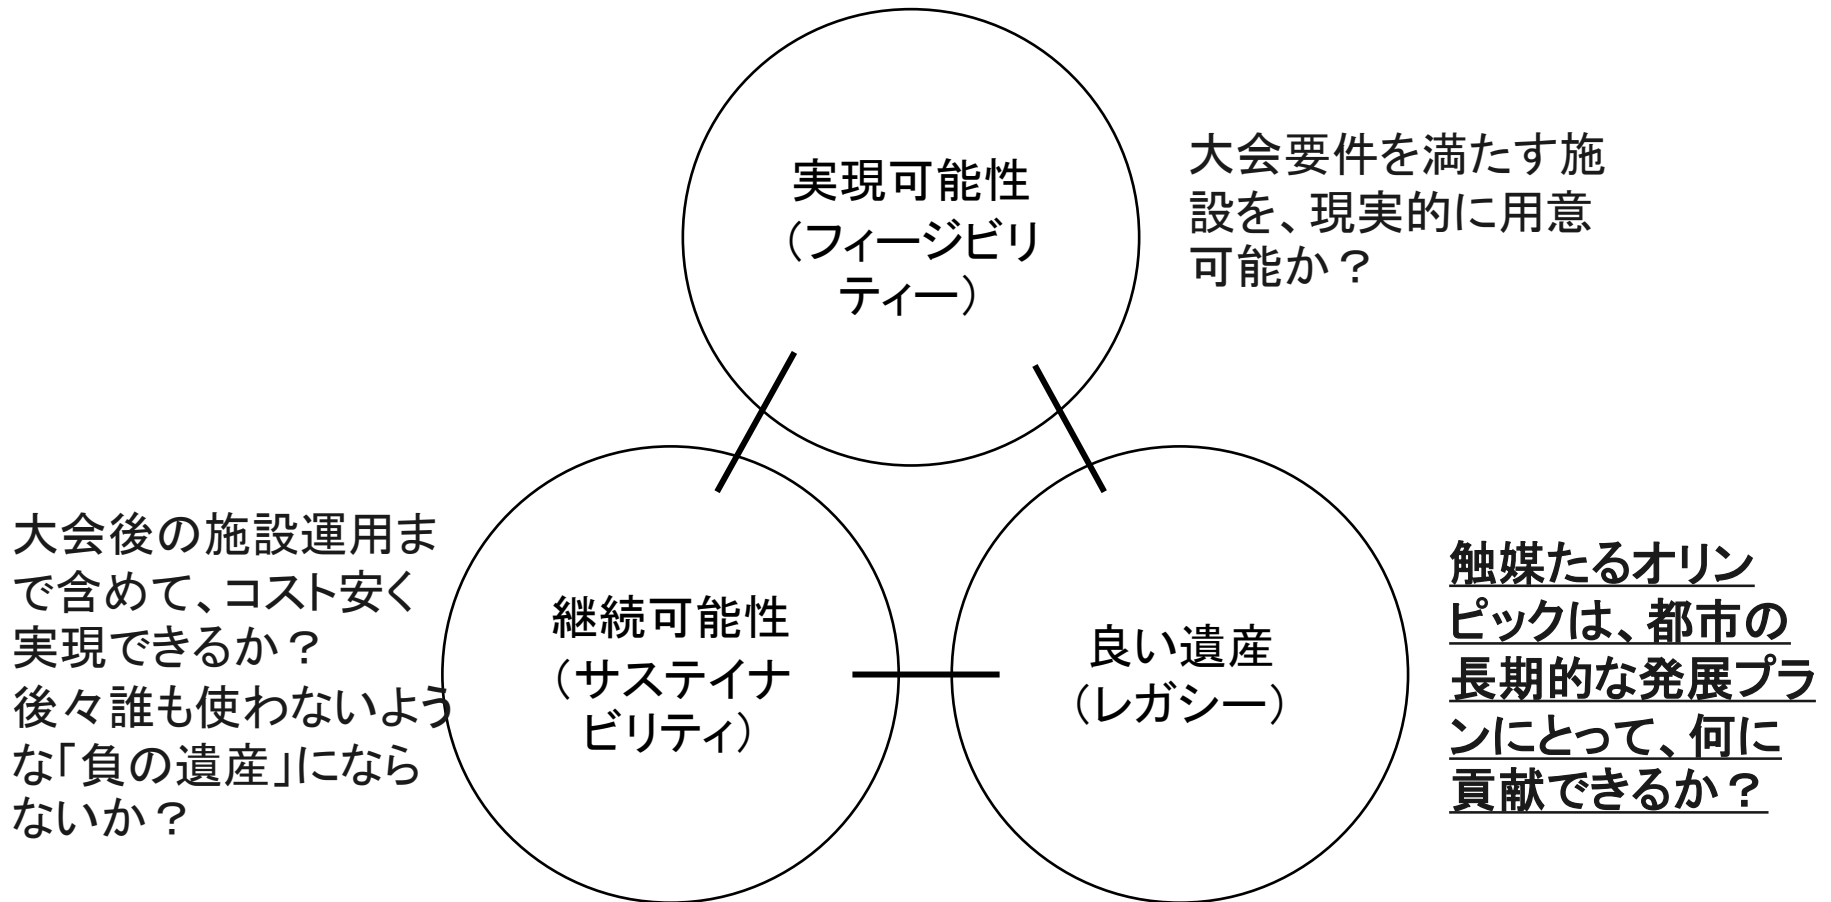 実現可能性
（フィージビリ
ティー）
大会要件を満たす施
設を、現実的に用意
可能か？
大会後の施設運用ま
で含めて、コスト安く
実現できるか？
後々誰も使わないよう
な「負の遺産」になら
ないか？
継続可能性
（サステイナ
ビリティ）
良い遺産
（レガシー）
触媒たるオリン
ピックは、都市の
長期的な発展プラ
ンにとって、何に
貢献できるか？